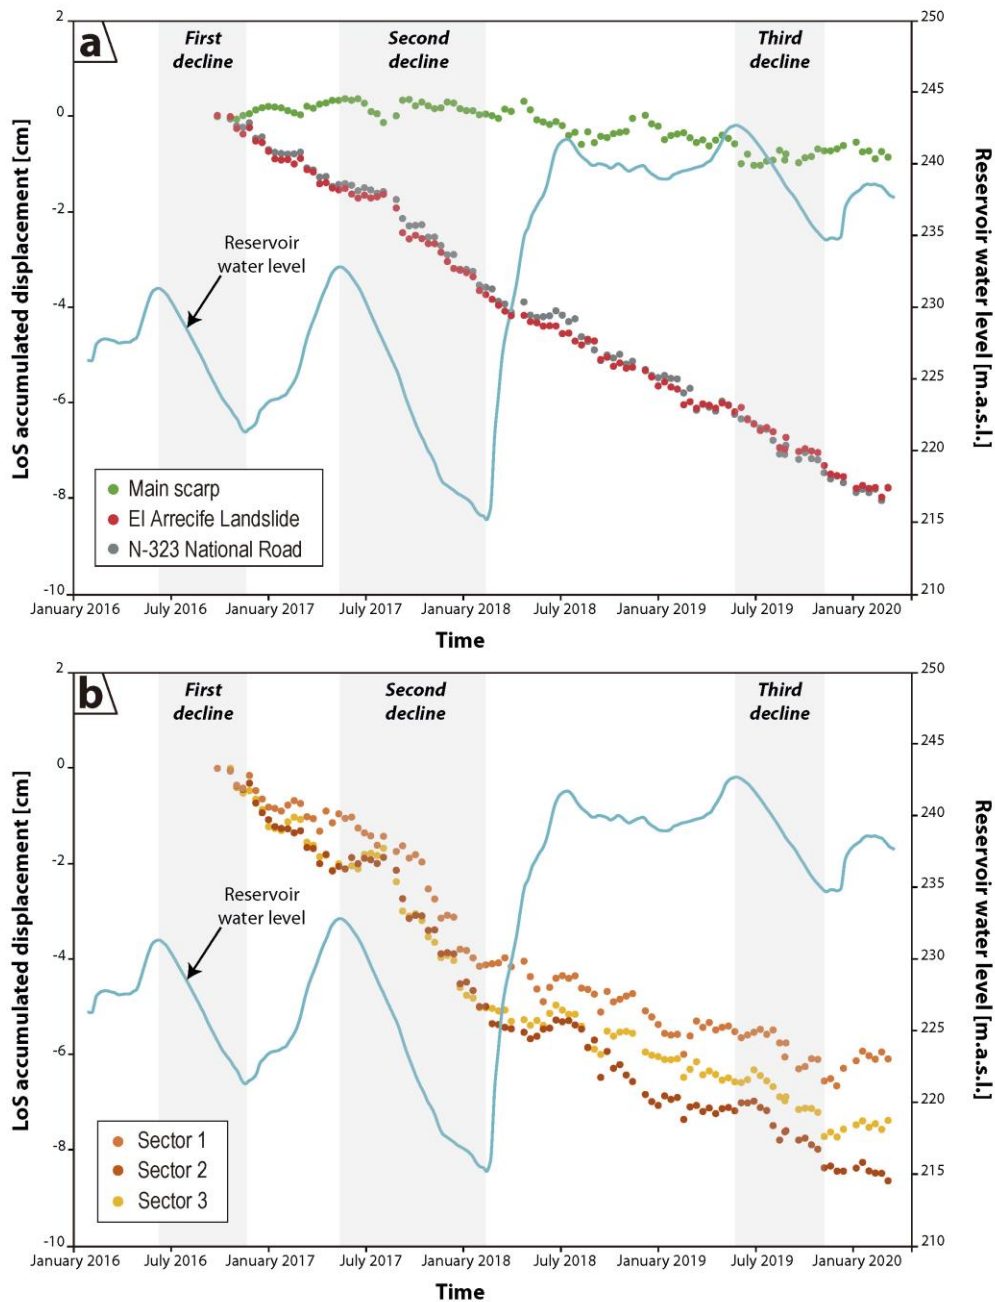 a
First
decline
Second
decline
Third
decline
2
0
-2
-4
-6
-8
-10
LoS accumulated displacement [cm]
250
245
240
235
230
225
220
215
210
Reservoir water level [m.a.s.l.]
Reservoir
water level
Main scarp
El Arrecife Landslide
N-323 National Road
January 2016
July 2016
January 2017
July 2017
January 2018
July 2018
January 2019
July 2019
January 2020
Time
b
First
decline
Second
decline
Third
decline
2
0
-2
-4
-6
-8
-10
LoS accumulated displacement [cm]
250
245
240
235
230
225
220
215
210
Reservoir water level [m.a.s.l.]
Reservoir
water level
Sector 1
Sector 2
Sector 3
January 2016
July 2016
January 2017
July 2017
January 2018
July 2018
January 2019
July 2019
January 2020
Time